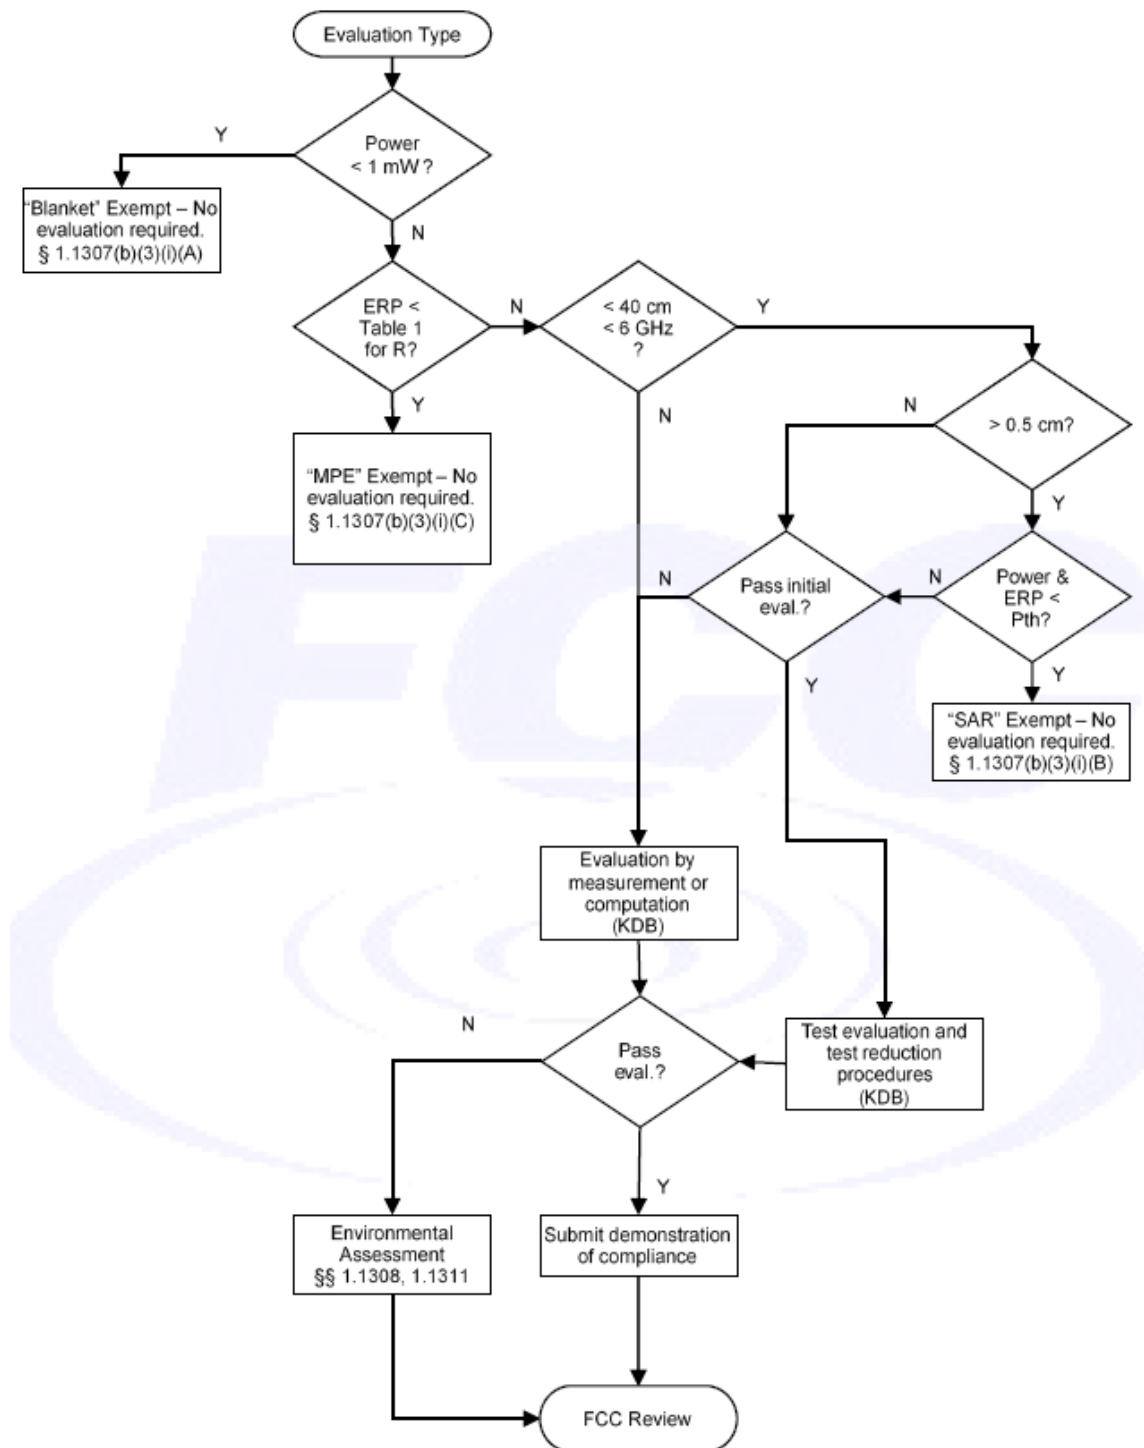 Evaluation Type
Power
< 1 mW ?
Y
"Blanket" Exempt – No
evaluation required.
§ 1.1307(b)(3)(i)(A)
N
ERP <
Table 1
for R?
N
< 40 cm
< 6 GHz
?
Y
Y
N
N
> 0.5 cm?
"MPE" Exempt – No
evaluation required.
§ 1.1307(b)(3)(i)(C)
Y
Pass initial
eval.?
N
N
Power &
ERP <
Pth?
Y
Y
"SAR" Exempt – No
evaluation required.
§ 1.1307(b)(3)(i)(B)
Evaluation by
measurement or
computation
(KDB)
N
Pass
eval.?
Test evaluation and
test reduction
procedures
(KDB)
Y
Environmental
Assessment
§§ 1.1308, 1.1311
Submit demonstration
of compliance
FCC Review
FCC